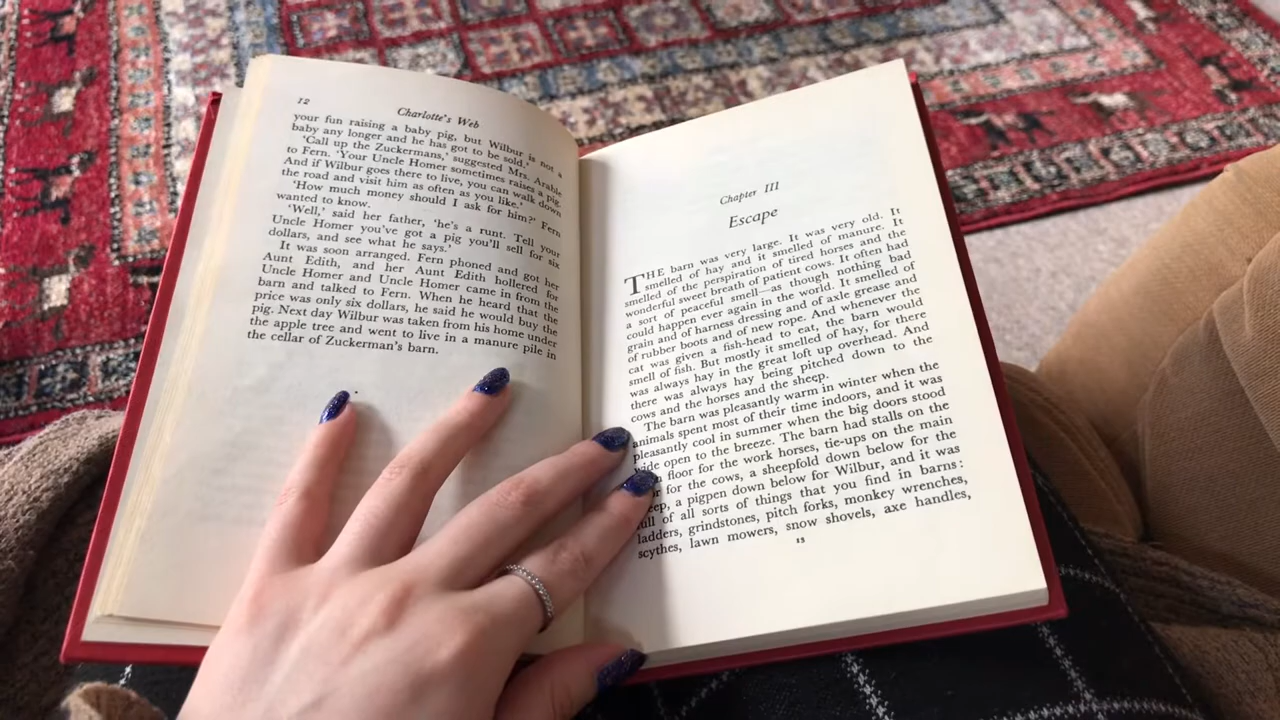 12
Charlotte's Web
your fun raising a baby pig, but Wilbur is not a
baby any longer and he has got to be sold.'
'Call up the Zuckermans,' suggested Mrs. Arable
to Fern. 'Your Uncle Homer sometimes raises a pig.
And if Wilbur goes there to live, you can walk down
the road and visit him as often as you like.'
'How much money should I ask for him?' Fern
wanted to know.
'Well,' said her father, 'he's a runt. Tell your
Uncle Homer you've got a pig you'll sell for six
dollars, and see what he says.'
It was soon arranged. Fern phoned and got her
Aunt Edith, and her Aunt Edith hollered for
Uncle Homer and Uncle Homer came in from the
barn and talked to Fern. When he heard that the
price was only six dollars, he said he would buy the
pig. Next day Wilbur was taken from his home under
the apple tree and went to live in a manure pile in
the cellar of Zuckerman's barn.
Chapter III
Escape
THE barn was very large. It was very old. It
smelled of hay and it smelled of manure. It
smelled of the perspiration of tired horses and the
wonderful sweet breath of patient cows. It often had
a sort of peaceful smell—as though nothing bad
could happen ever again in the world. It smelled of
grain and of harness dressing and of axle grease and
of rubber boots and of new rope. And whenever the
cat was given a fish-head to eat, the barn would
smell of fish. But mostly it smelled of hay, for there
was always hay in the great loft up overhead. And
there was always hay being pitched down to the
cows and the horses and the sheep.
The barn was pleasantly warm in winter when the
animals spent most of their time indoors, and it was
pleasantly cool in summer when the big doors stood
wide open to the breeze. The barn had stalls on the
floor for the work horses, tie-ups on the main
for the cows, a sheepfold down below for the
a pigpen down below for Wilbur, and it was
full of all sorts of things that you find in barns:
ladders, grindstones, pitch forks, monkey wrenches,
scythes, lawn mowers, snow shovels, axe handles,
13